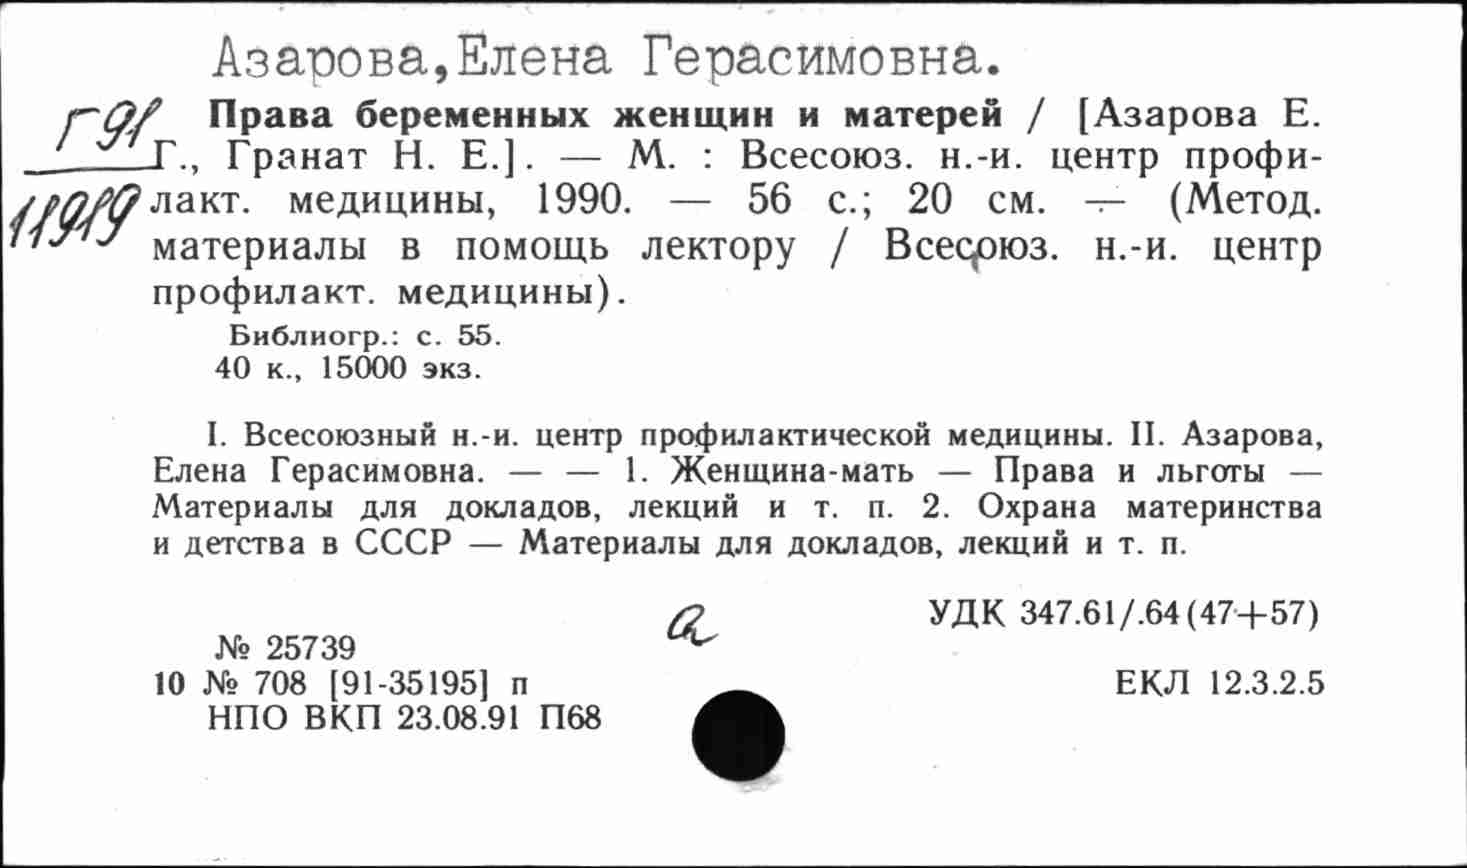 Азарова,Елена Герасимовна.
Г91
11919
Права беременных женщин и матерей / [Азарова Е.
Г., Гранат Н. Е.]. — М. : Всесоюз. н.-и. центр профи-
лакт. медицины, 1990. — 56 с.; 20 см. — (Метод.
материалы в помощь лектору / Всесоюз. н.-и. центр
профилакт. медицины).
Библиогр.: с. 55.
40 к., 15000 экз.
I. Всесоюзный н.-и. центр профилактической медицины. II. Азарова,
Елена Герасимовна. — — 1. Женщина-мать — Права и льготы —
Материалы для докладов, лекций и т. п. 2. Охрана материнства
и детства в СССР — Материалы для докладов, лекций и т. п.
УДК 347.61/.64(47+57)
№ 25739
10 № 708 [91-35195] п
ЕКЛ 12.3.2.5
НПО ВКП 23.08.91 П68